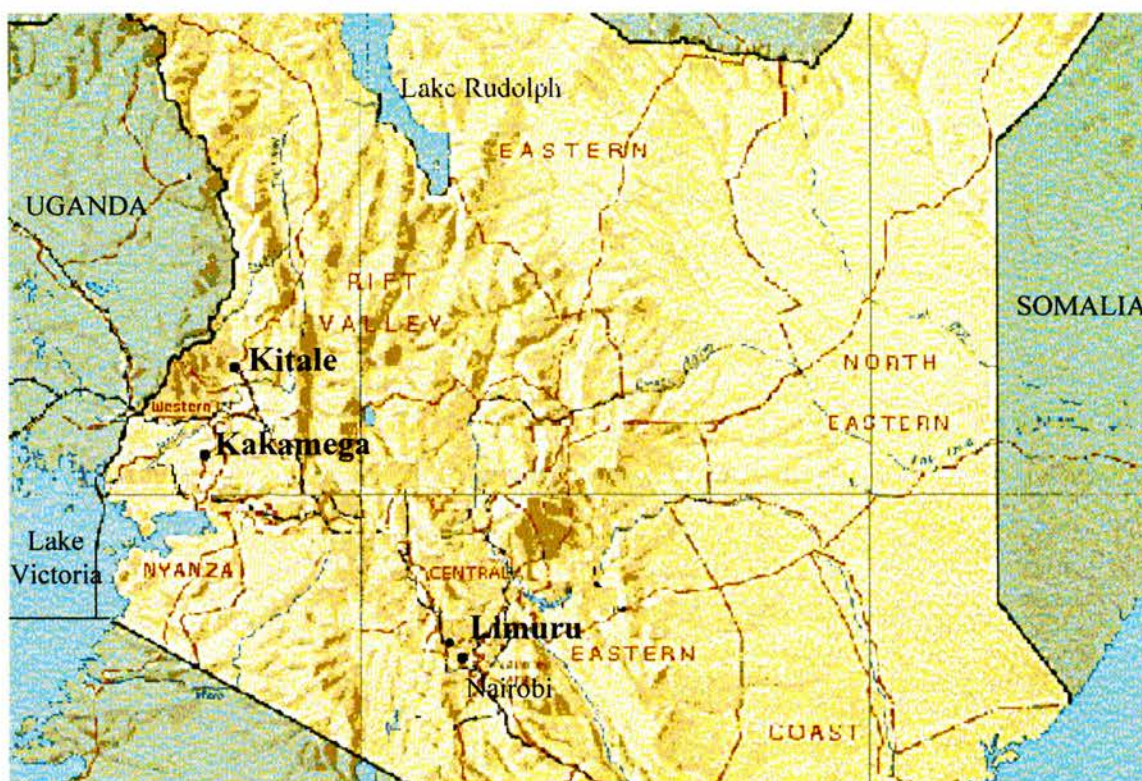 Lake Rudolph
EASTERN
UGANDA
RIFT
VALLEY
SOMALIA
Kitale
NORTH
Western
EASTERN
Kakamega
Lake
Victoria
NYANZA
CENTRAL
Limuru
EASTERN
Nairobi
COAST